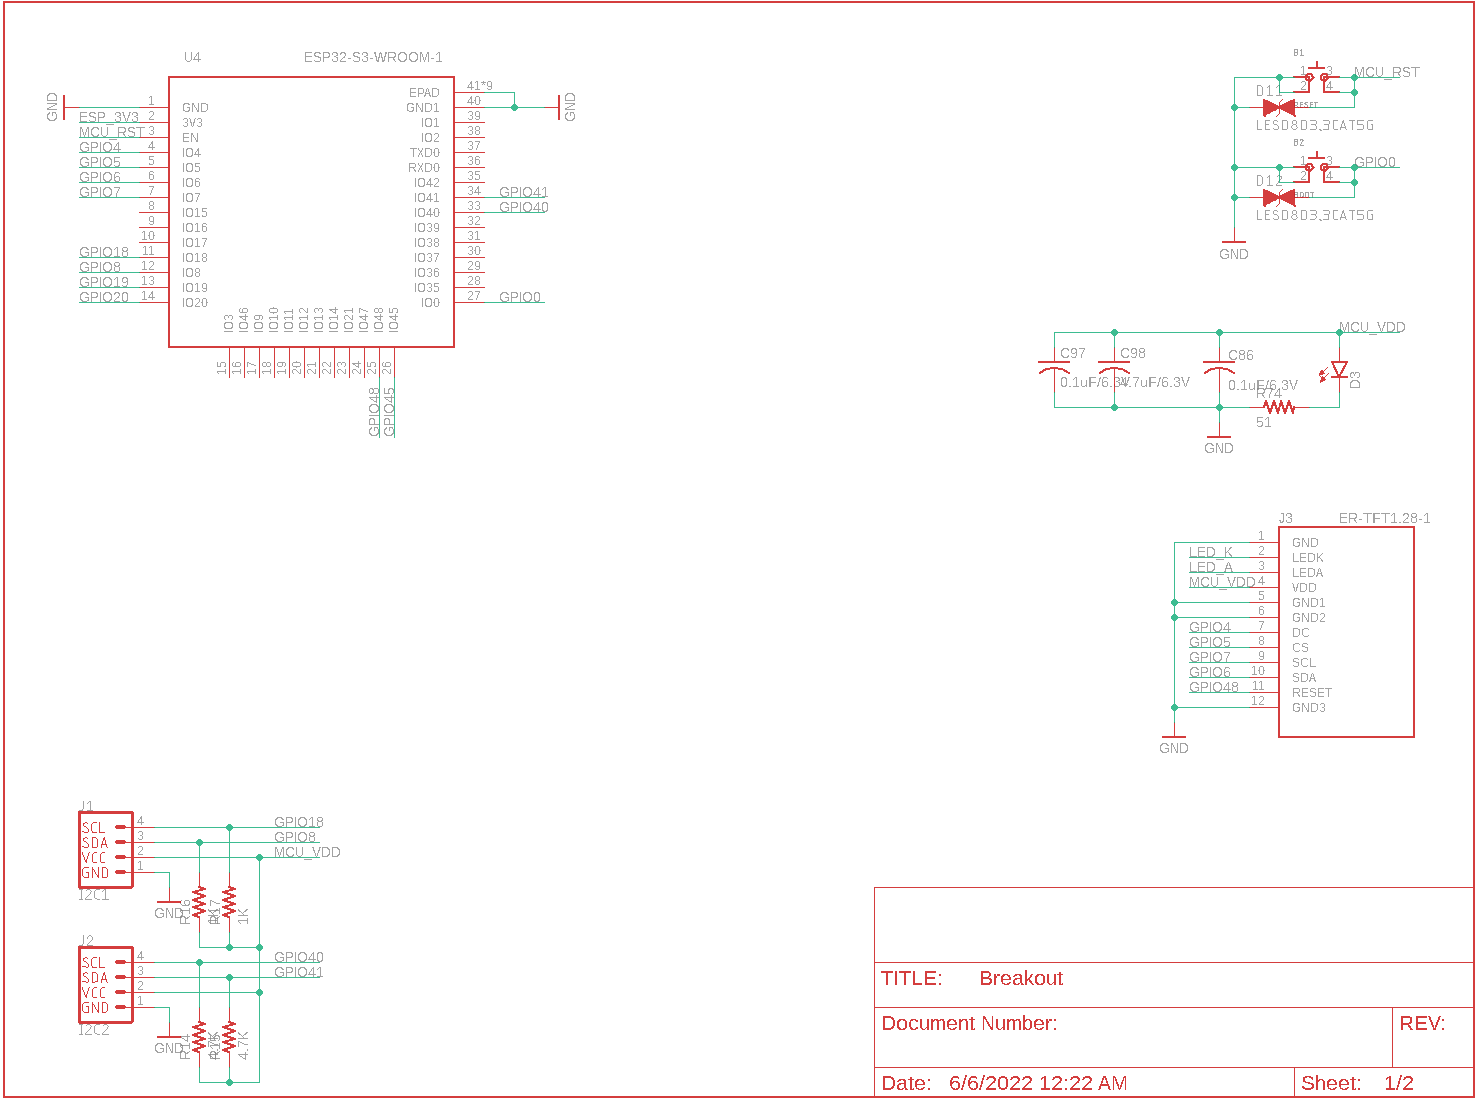 U4
ESP32-S3-WROOM-1
GND
ESP_3V3
MCU_RST
GPIO4
GPIO5
GPIO6
GPIO7
GPIO18
GPIO8
GPIO19
GPIO20
1 GND
2 3V3
3 EN
4 IO4
5 IO5
6 IO6
7 IO7
8 IO15
9 IO16
10 IO17
11 IO18
12 IO8
13 IO19
14 IO20
EPAD 41*9
GND1 40
IO1 39
IO2 38
TXD0 37
RXD0 36
IO42 35
IO41 34 GPIO41
IO40 33 GPIO40
IO39 32
IO38 31
IO37 30
IO36 29
IO35 28
IO0 27 GPIO0
GND
IO3 IO46 IO9 IO10 IO11 IO12 IO13 IO14 IO21 IO47 IO48 IO45
15 16 17 18 19 20 21 22 23 24 25 26
GPIO48
GPIO45
B1
1 3 MCU_RST
2 4
D11
RESET
LESD8D3.3CAT5G
B2
1 3 GPIO0
2 4
D12
BOOT
LESD8D3.3CAT5G
GND
MCU_VDD
C97
0.1uF/6.3V
C98
4.7uF/6.3V
C86
0.1uF/6.3V
D3
R74
51
GND
J3
ER-TFT1.28-1
1 GND
LED_K 2 LEDK
LED_A 3 LEDA
MCU_VDD 4 VDD
5 GND1
6 GND2
GPIO4 7 DC
GPIO5 8 CS
GPIO7 9 SCL
GPIO6 10 SDA
GPIO48 11 RESET
12 GND3
GND
J1
SCL 4 GPIO18
SDA 3 GPIO8
VCC 2 MCU_VDD
GND 1
I2C1
GND
R16
R17
1K
J2
SCL 4 GPIO40
SDA 3 GPIO41
VCC 2
GND 1
I2C2
GND
R14
4.7K
TITLE: Breakout
Document Number:
REV:
Date: 6/6/2022 12:22 AM
Sheet: 1/2